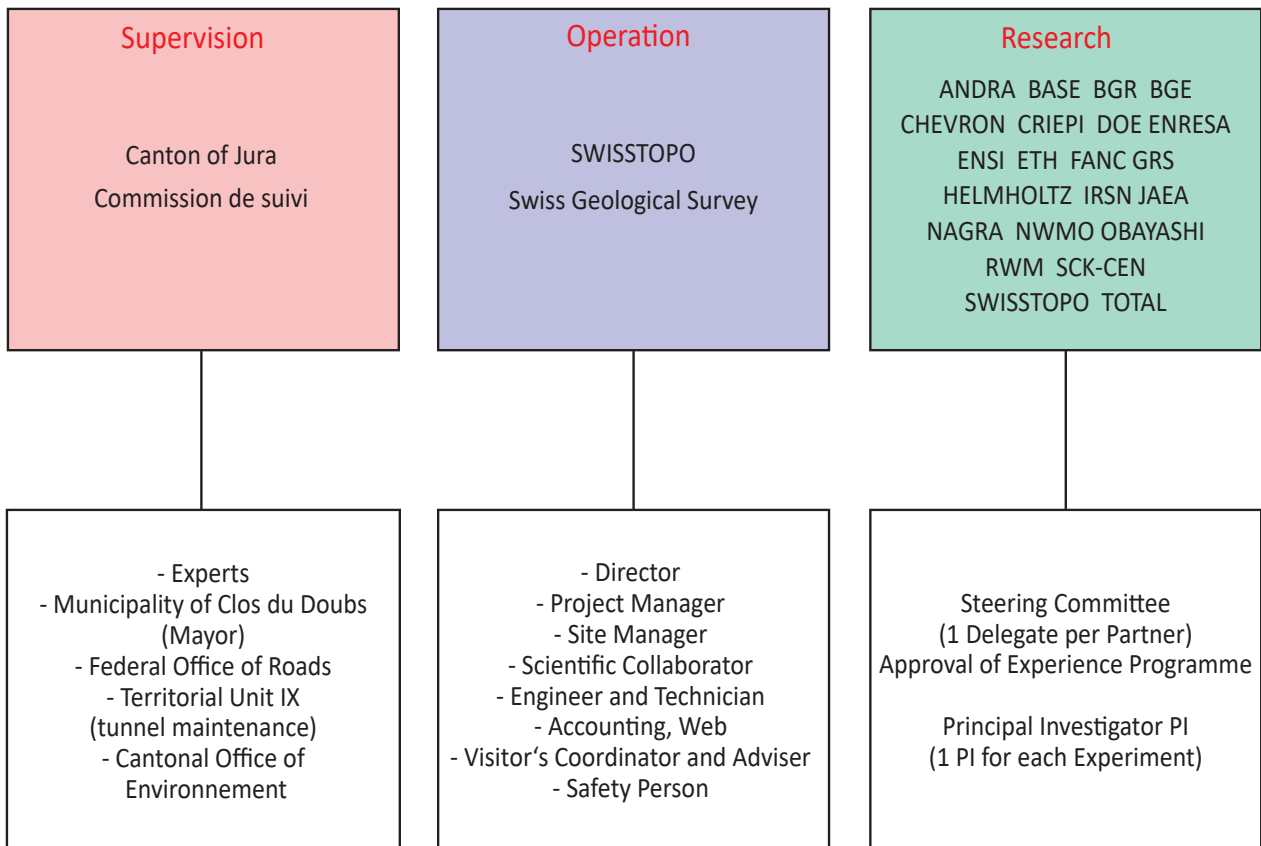 Supervision
Canton of Jura
Commission de suivi
Operation
SWISSTOPO
Swiss Geological Survey
Research
ANDRA BASE BGR BGE
CHEVRON CRIEPI DOE ENRESA
ENSI ETH FANC GRS
HELMHOLTZ IRSN JAEA
NAGRA NWMO OBAYASHI
RWM SCK-CEN
SWISSTOPO TOTAL
- Experts
- Municipality of Clos du Doubs
(Mayor)
- Federal Office of Roads
- Territorial Unit IX
(tunnel maintenance)
- Cantonal Office of
Environnement
- Director
- Project Manager
- Site Manager
- Scientific Collaborator
- Engineer and Technician
- Accounting, Web
- Visitor‘s Coordinator and Adviser
- Safety Person
Steering Committee
(1 Delegate per Partner)
Approval of Experience Programme
Principal Investigator PI
(1 PI for each Experiment)